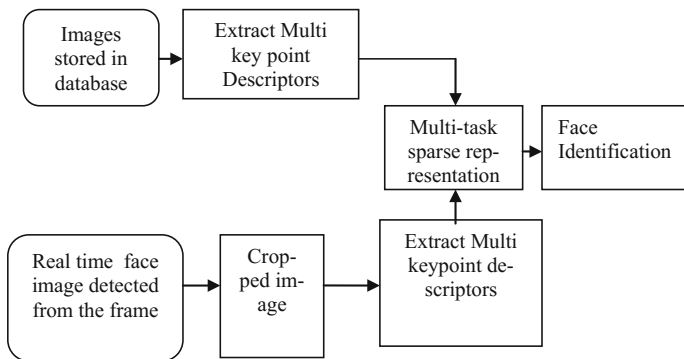 Images
stored in
database
Extract Multi
key point
Descriptors
Multi-task
sparse rep-
resentation
Face
Identification
Real time face
image detected
from the frame
Crop-
ped im-
age
Extract Multi
keypoint de-
scriptors